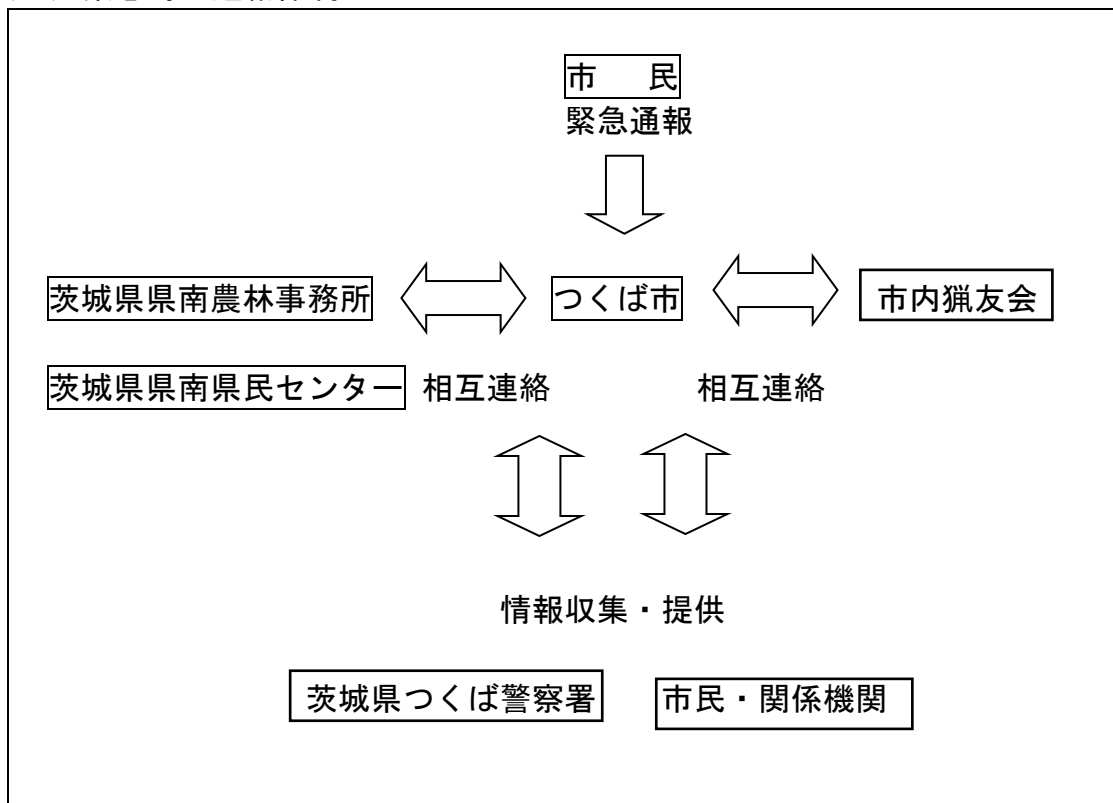 市　　民
緊急通報
茨城県県南農林事務所
つくば市
市内猟友会
茨城県県南県民センター
相互連絡
相互連絡
情報収集・提供
茨城県つくば警察署
市民・関係機関